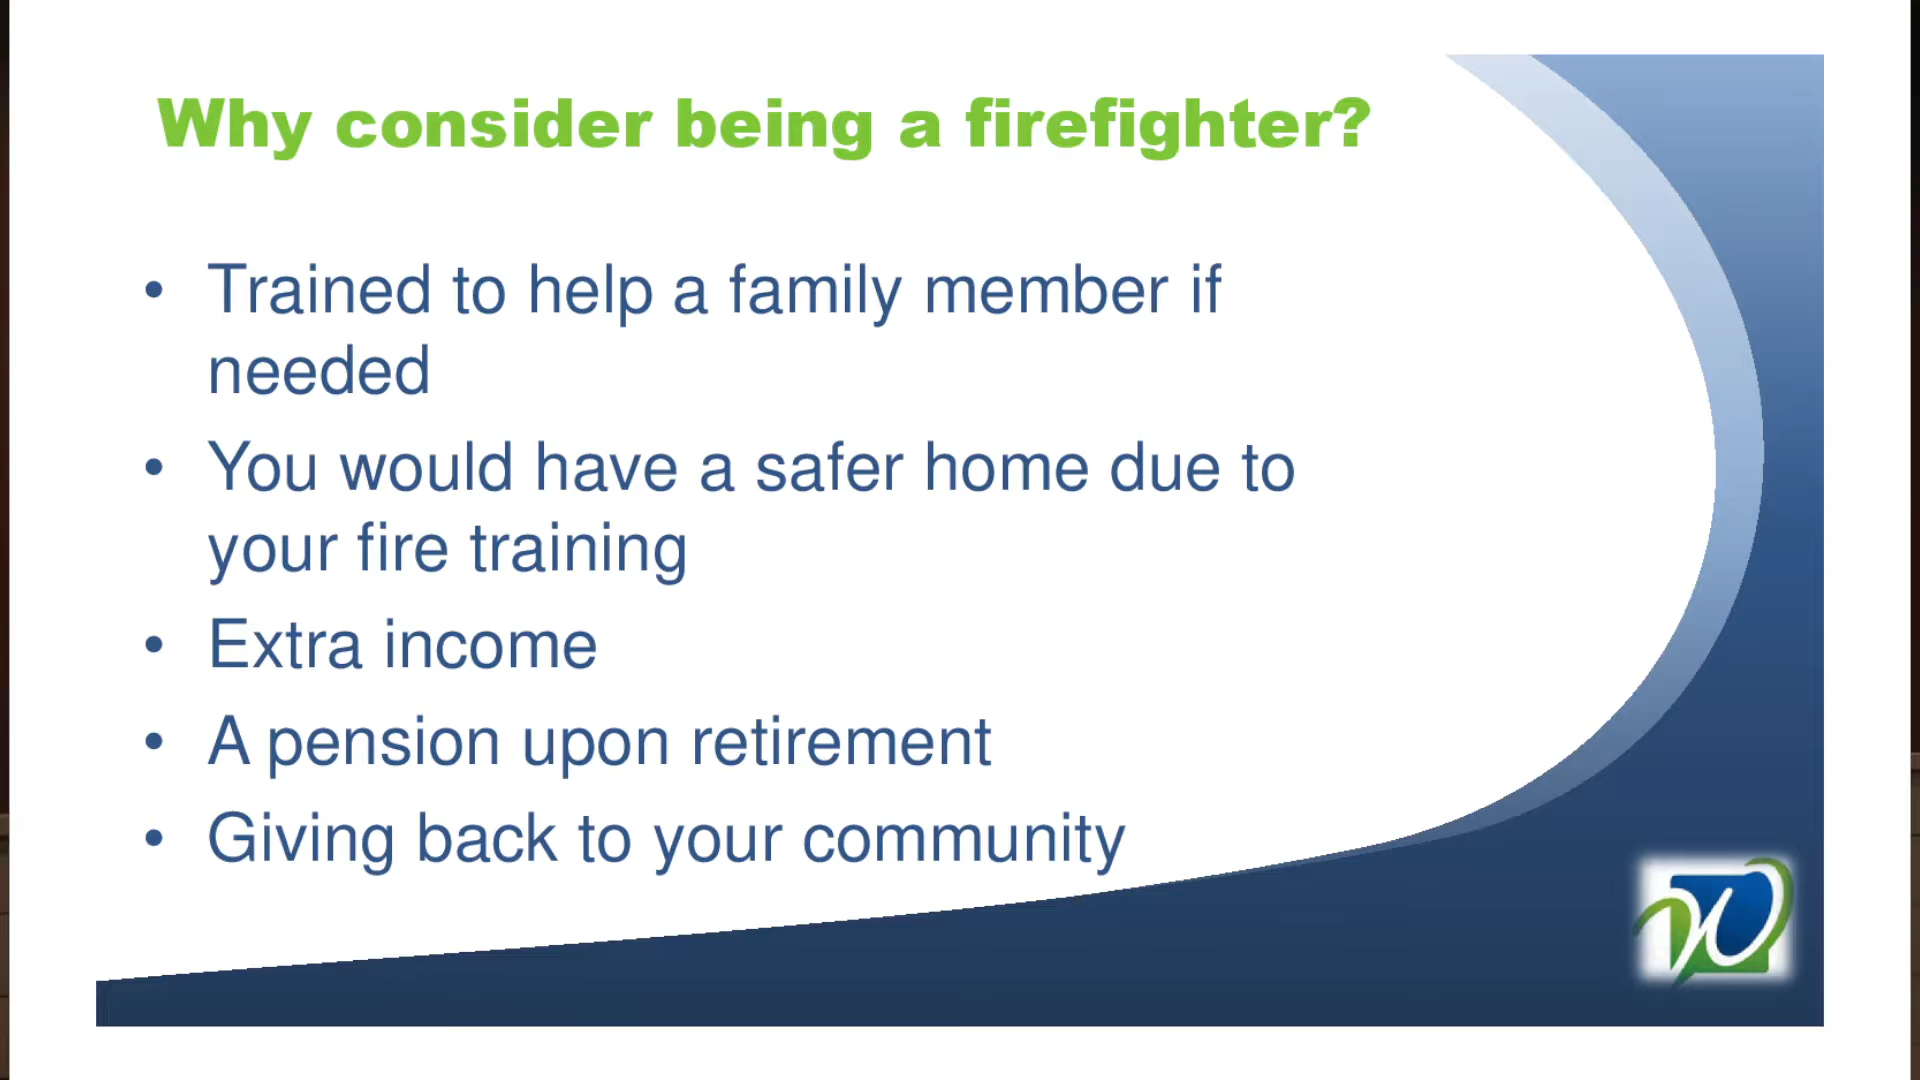 Why consider being a firefighter?
• Trained to help a family member if
needed
• You would have a safer home due to
your fire training
• Extra income
• A pension upon retirement
• Giving back to your community